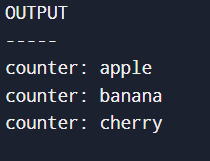 OUTPUT
-----
counter: apple
counter: banana
counter: cherry